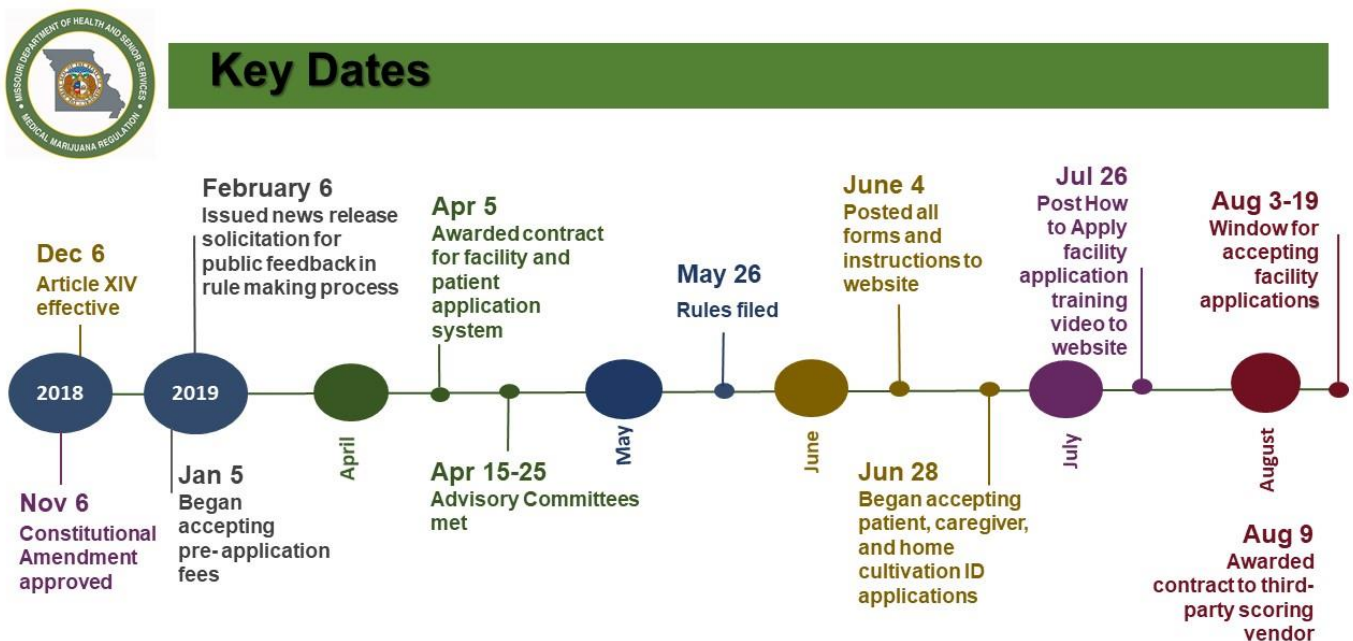 MISSOURI DEPARTMENT OF HEALTH AND SENIOR SERVICES
MEDICAL MARIJUANA REGULATION
Key Dates
2018
Nov 6
Constitutional
Amendment
approved
Dec 6
Article XIV
effective
2019
Jan 5
Began
accepting
pre- application
fees
February 6
Issued news release
solicitation for
public feedback in
rule making process
April
Apr 5
Awarded contract
for facility and
patient
application
system
Apr 15-25
Advisory Committees
met
May
May 26
Rules filed
June
June 4
Posted all
forms and
instructions to
website
Jun 28
Began accepting
patient, caregiver,
and home
cultivation ID
applications
July
Jul 26
Post How
to Apply
facility
application
training
video to
website
August
Aug 3-19
Window for
accepting
facility
applications
Aug 9
Awarded
contract to third-
party scoring
vendor